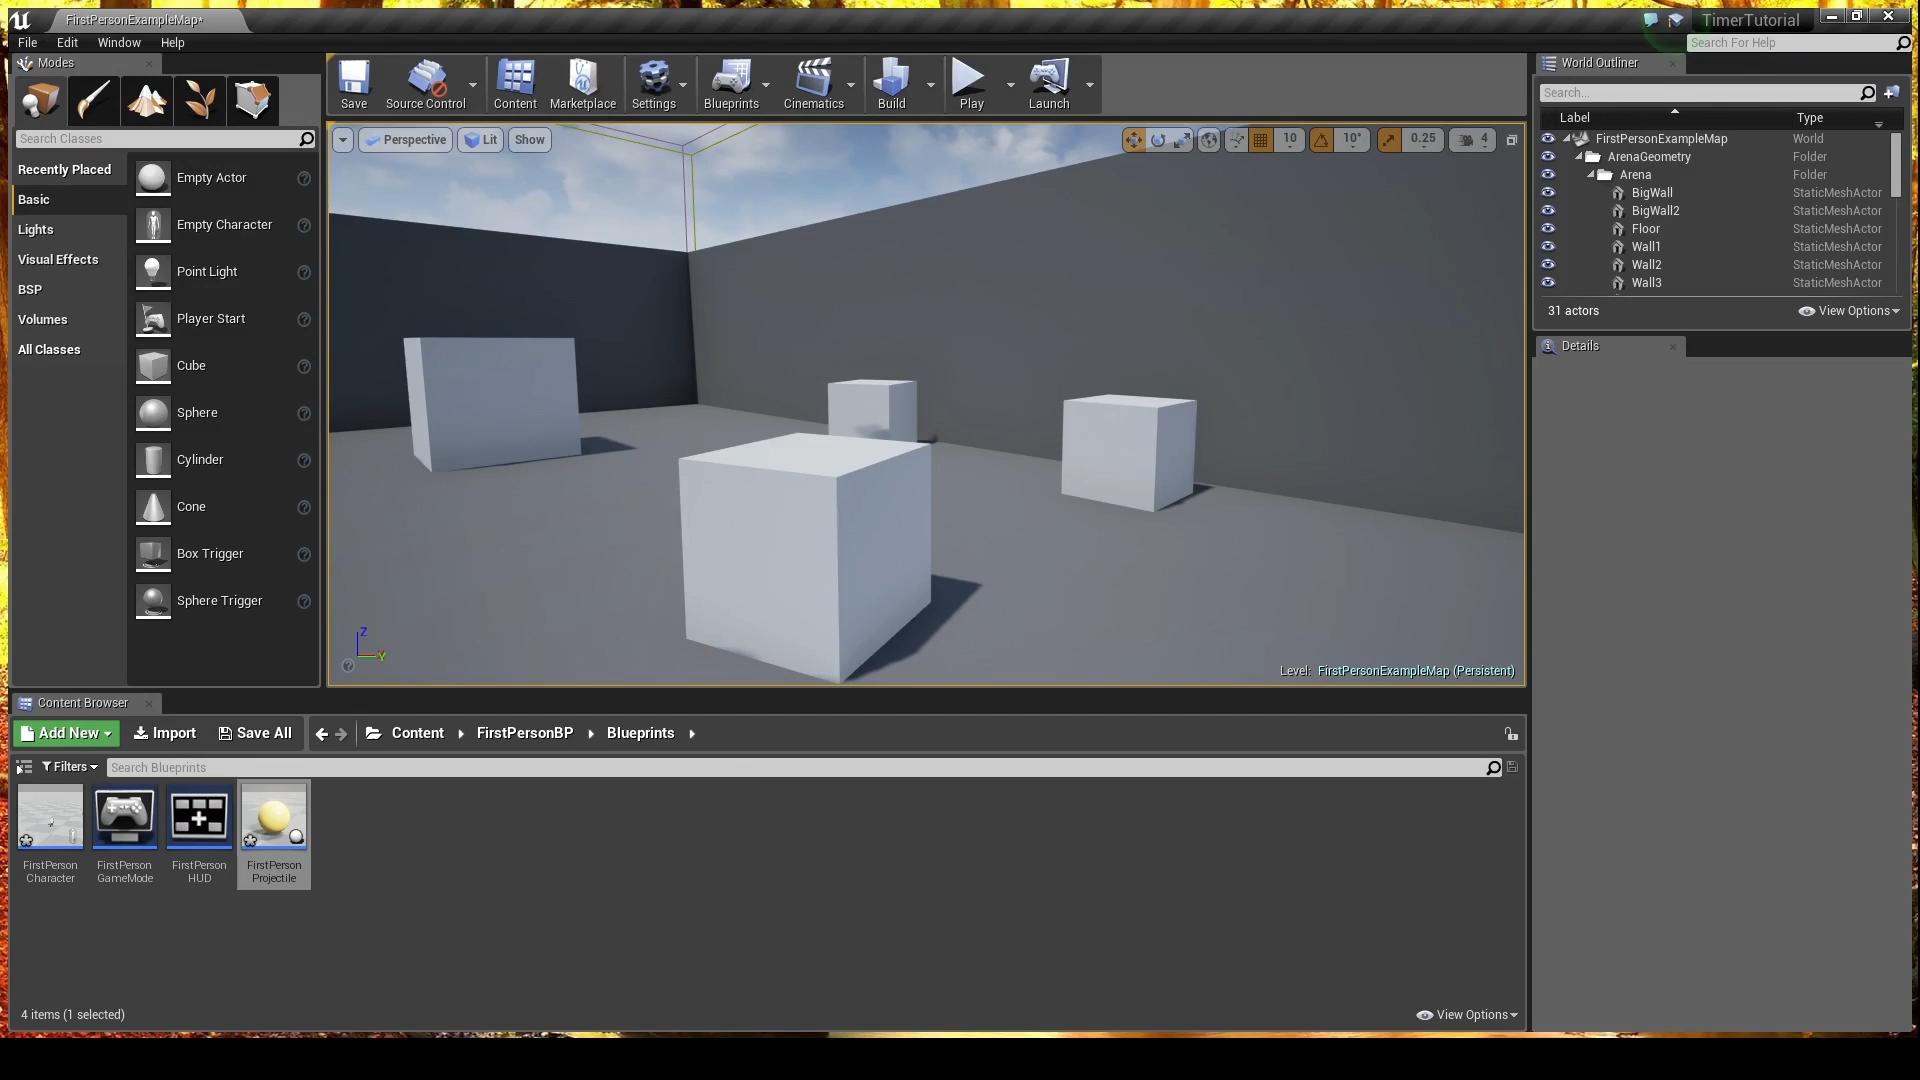 FirstPersonExampleMap*
TimerTutorial
File Edit Window Help
Search For Help
Modes
Search Classes
Recently Placed
Basic
Lights
Visual Effects
BSP
Volumes
All Classes
Empty Actor
Empty Character
Point Light
Player Start
Cube
Sphere
Cylinder
Cone
Box Trigger
Sphere Trigger
Save Source Control Content Marketplace Settings Blueprints Cinematics Build Play Launch
Perspective Lit Show
10 10° 0.25 4
Z
Y
Level: FirstPersonExampleMap (Persistent)
World Outliner
Search...
Label Type
FirstPersonExampleMap World
ArenaGeometry Folder
Arena Folder
BigWall StaticMeshActor
BigWall2 StaticMeshActor
Floor StaticMeshActor
Wall1 StaticMeshActor
Wall2 StaticMeshActor
Wall3 StaticMeshActor
31 actors View Options
Details
Content Browser
Add New Import Save All Content FirstPersonBP Blueprints
Filters Search Blueprints
FirstPerson
Character
FirstPerson
GameMode
FirstPerson
HUD
FirstPerson
Projectile
4 items (1 selected) View Options